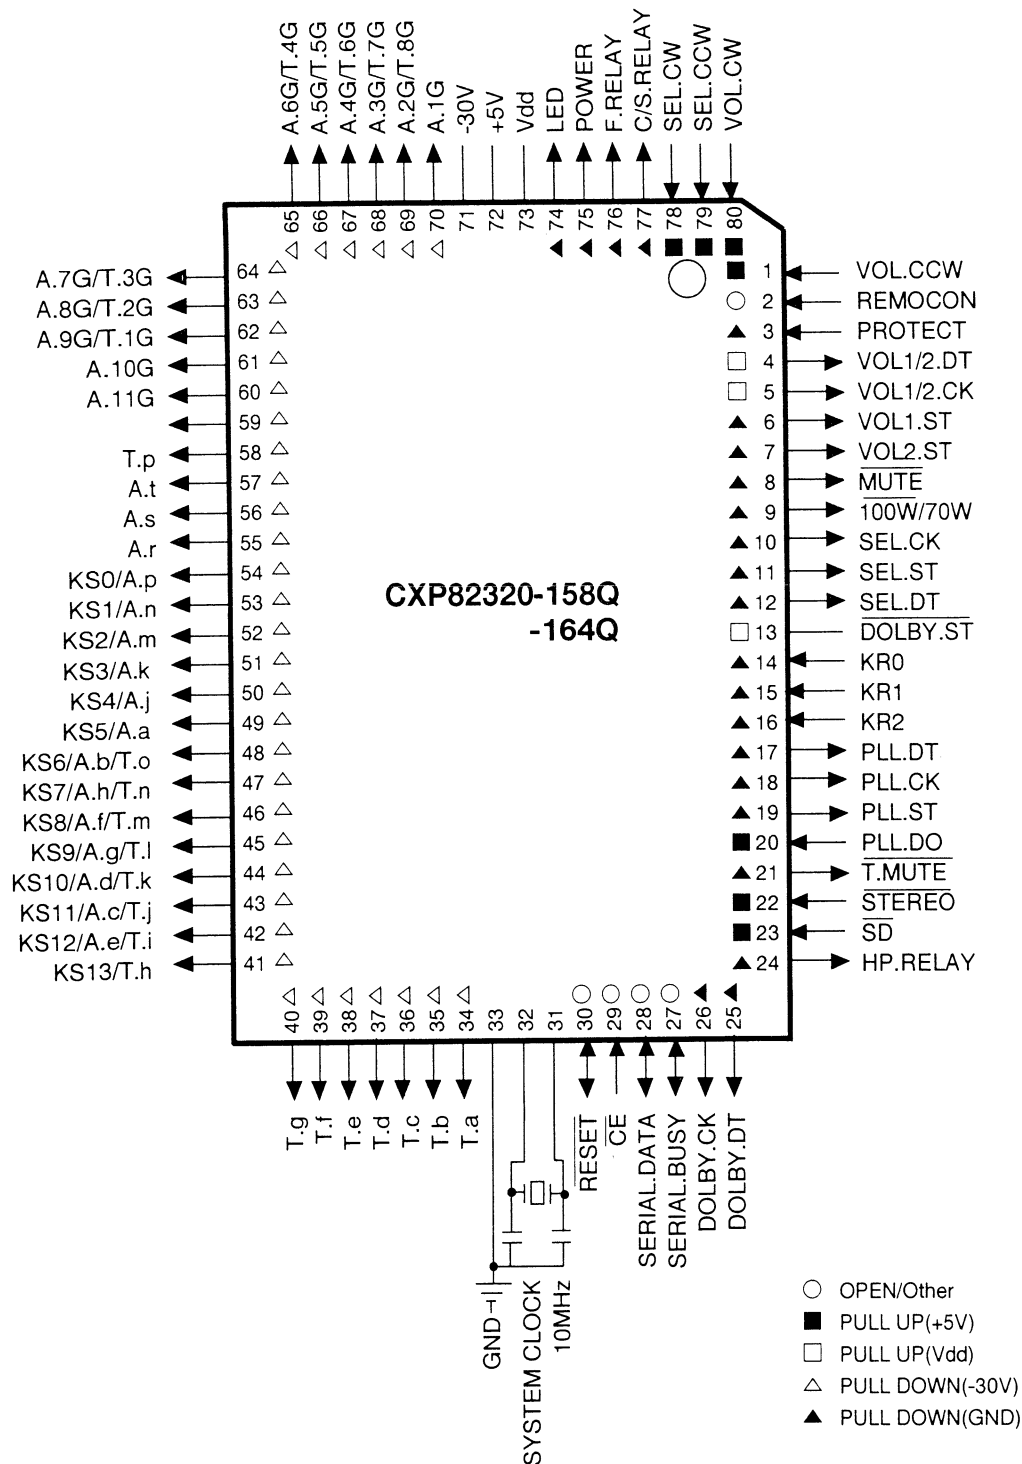 A.6G/T.4G
A.5G/T.5G
A.4G/T.6G
A.3G/T.7G
A.2G/T.8G
A.1G
-30V
+5V
Vdd
LED
POWER
F.RELAY
C/S.RELAY
SEL.CW
SEL.CCW
VOL.CW
65 66 67 68 69 70 71 72 73 74 75 76 77 78 79 80
A.7G/T.3G 64
A.8G/T.2G 63
A.9G/T.1G 62
A.10G 61
A.11G 60
59
T.p 58
A.t 57
A.s 56
A.r 55
KS0/A.p 54
KS1/A.n 53
KS2/A.m 52
KS3/A.k 51
KS4/A.j 50
KS5/A.a 49
KS6/A.b/T.o 48
KS7/A.h/T.n 47
KS8/A.f/T.m 46
KS9/A.g/T.l 45
KS10/A.d/T.k 44
KS11/A.c/T.j 43
KS12/A.e/T.i 42
KS13/T.h 41
CXP82320-158Q
-164Q
1 VOL.CCW
2 REMOCON
3 PROTECT
4 VOL1/2.DT
5 VOL1/2.CK
6 VOL1.ST
7 VOL2.ST
8 MUTE
9 100W/70W
10 SEL.CK
11 SEL.ST
12 SEL.DT
13 DOLBY.ST
14 KR0
15 KR1
16 KR2
17 PLL.DT
18 PLL.CK
19 PLL.ST
20 PLL.DO
21 T.MUTE
22 STEREO
23 SD
24 HP.RELAY
40 39 38 37 36 35 34 33 32 31 30 29 28 27 26 25
T.g
T.f
T.e
T.d
T.c
T.b
T.a
GND
SYSTEM CLOCK
10MHz
RESET
CE
SERIAL.DATA
SERIAL.BUSY
DOLBY.CK
DOLBY.DT
OPEN/Other
PULL UP(+5V)
PULL UP(Vdd)
PULL DOWN(-30V)
PULL DOWN(GND)